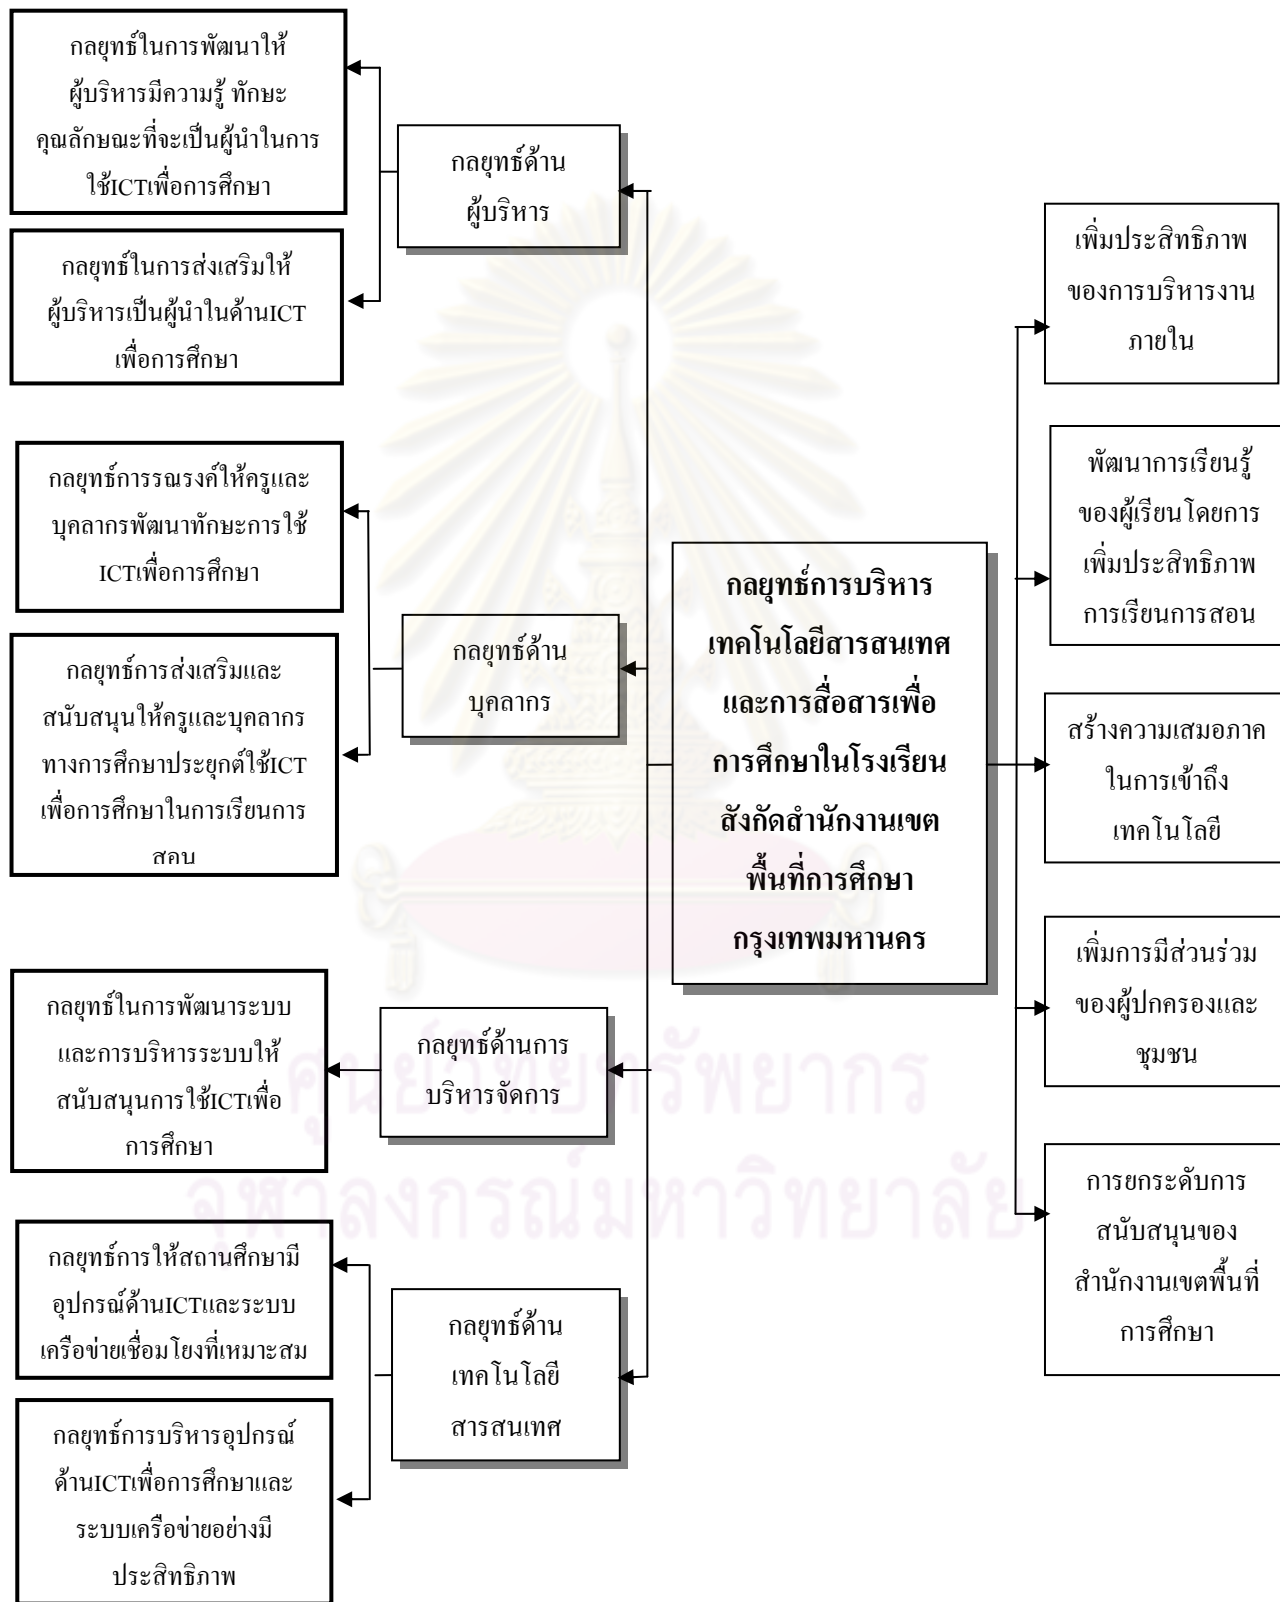 กลยุทธ์ในการพัฒนาให้
ผู้บริหารมีความรู้ ทักษะ
คุณลักษณะที่จะเป็นผู้นำในการ
ใช้ICTเพื่อการศึกษา
กลยุทธ์ในการส่งเสริมให้
ผู้บริหารเป็นผู้นำในด้านICT
เพื่อการศึกษา
กลยุทธ์การรณรงค์ให้ครูและ
บุคลากรพัฒนาทักษะการใช้
ICTเพื่อการศึกษา
กลยุทธ์การส่งเสริมและ
สนับสนุนให้ครูและบุคลากร
ทางการศึกษาประยุกต์ใช้ICT
เพื่อการศึกษาในการเรียนการ
สอน
กลยุทธ์ในการพัฒนาระบบ
และการบริหารระบบให้
สนับสนุนการใช้ICTเพื่อ
การศึกษา
กลยุทธ์การให้สถานศึกษามี
อุปกรณ์ด้านICTและระบบ
เครือข่ายเชื่อมโยงที่เหมาะสม
กลยุทธ์การบริหารอุปกรณ์
ด้านICTเพื่อการศึกษาและ
ระบบเครือข่ายอย่างมี
ประสิทธิภาพ
กลยุทธ์ด้าน
ผู้บริหาร
กลยุทธ์ด้าน
บุคลากร
กลยุทธ์ด้านการ
บริหารจัดการ
กลยุทธ์ด้าน
เทคโนโลยี
สารสนเทศ
กลยุทธ์การบริหาร
เทคโนโลยีสารสนเทศ
และการสื่อสารเพื่อ
การศึกษาในโรงเรียน
สังกัดสำนักงานเขต
พื้นที่การศึกษา
กรุงเทพมหานคร
เพิ่มประสิทธิภาพ
ของการบริหารงาน
ภายใน
พัฒนาการเรียนรู้
ของผู้เรียนโดยการ
เพิ่มประสิทธิภาพ
การเรียนการสอน
สร้างความเสมอภาค
ในการเข้าถึง
เทคโนโลยี
เพิ่มการมีส่วนร่วม
ของผู้ปกครองและ
ชุมชน
การยกระดับการ
สนับสนุนของ
สำนักงานเขตพื้นที่
การศึกษา
ศูนย์วิทยทรัพยากร
จุฬาลงกรณ์มหาวิทยาลัย